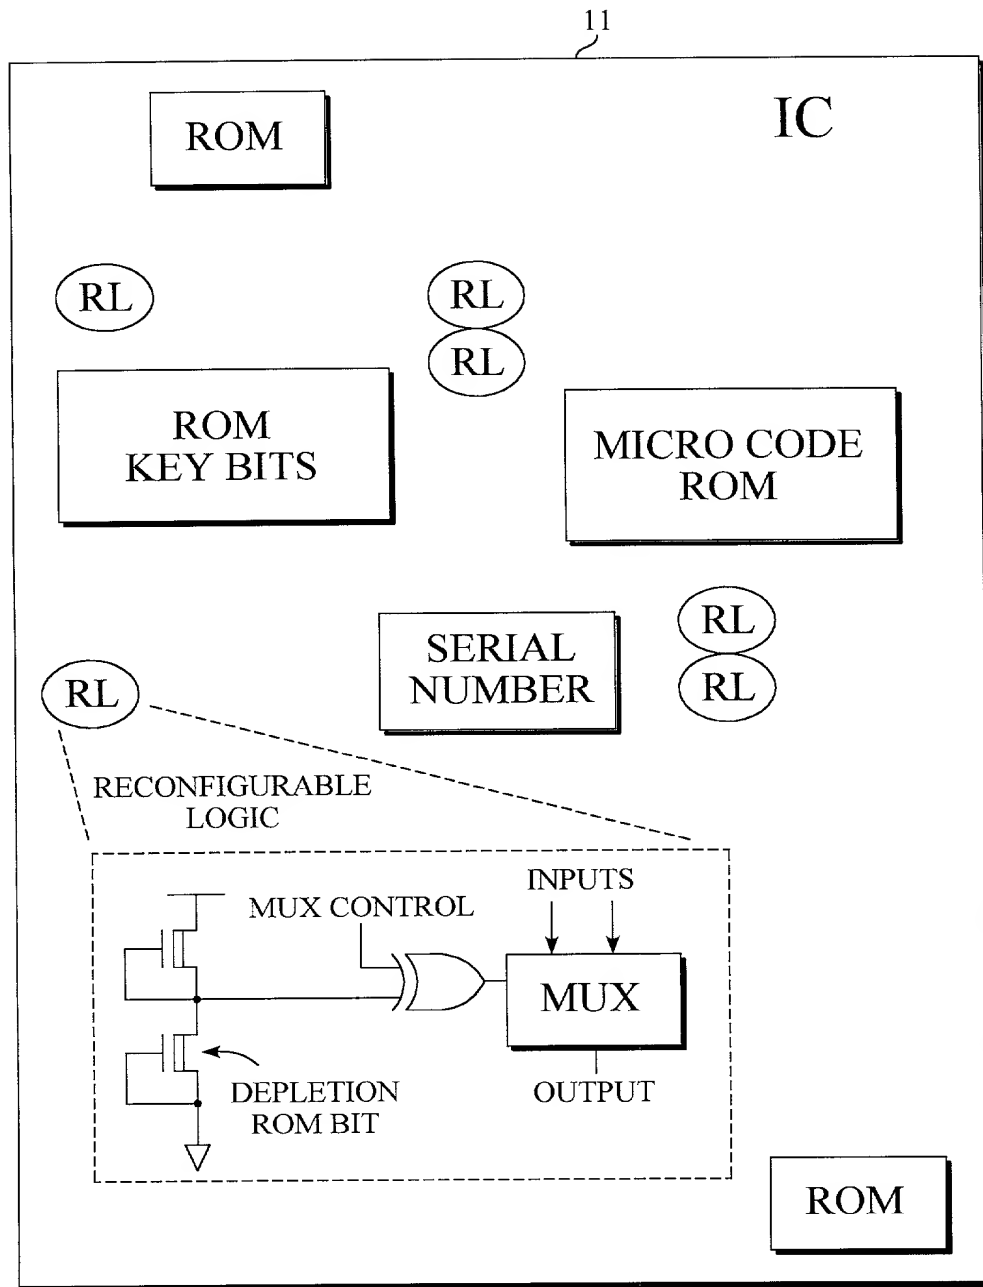 11
IC
ROM
RL
RL
RL
ROM
KEY BITS
MICRO CODE
ROM
SERIAL
NUMBER
RL
RL
RL
RECONFIGURABLE
LOGIC
MUX CONTROL
INPUTS
MUX
OUTPUT
DEPLETION
ROM BIT
ROM